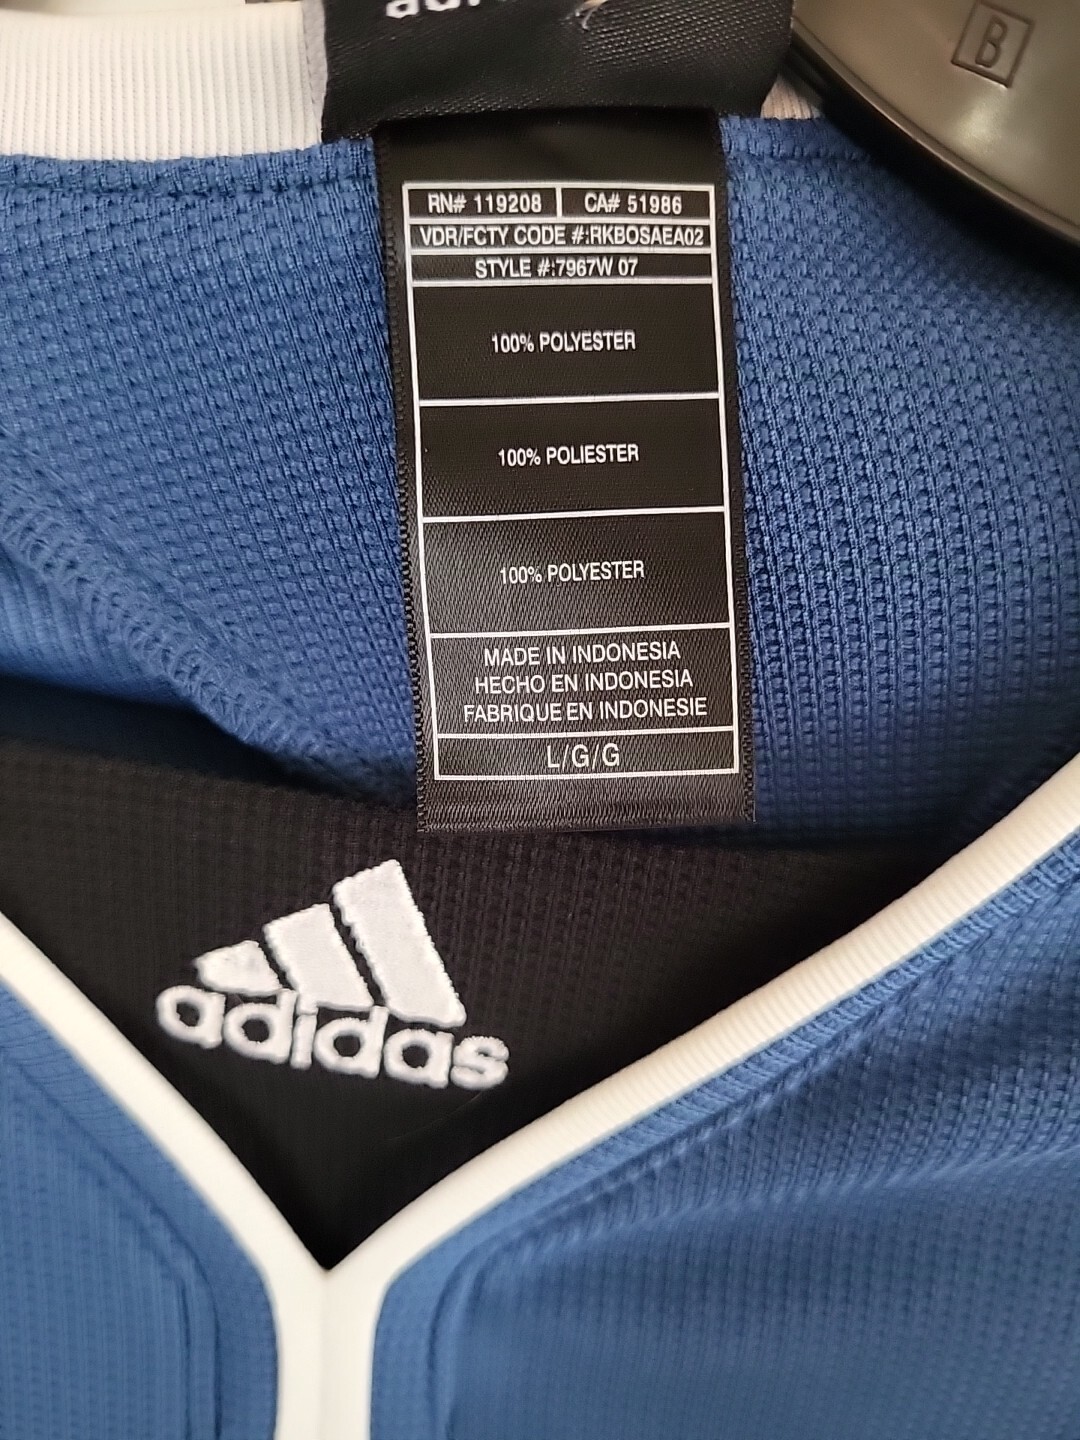 RN# 119208 CA# 51986
VDR/FCTY CODE #:RKBOSAEA02
STYLE #:7967W 07
100% POLYESTER
100% POLIESTER
100% POLYESTER
MADE IN INDONESIA
HECHO EN INDONESIA
FABRIQUE EN INDONESIE
L/G/G
adidas
B